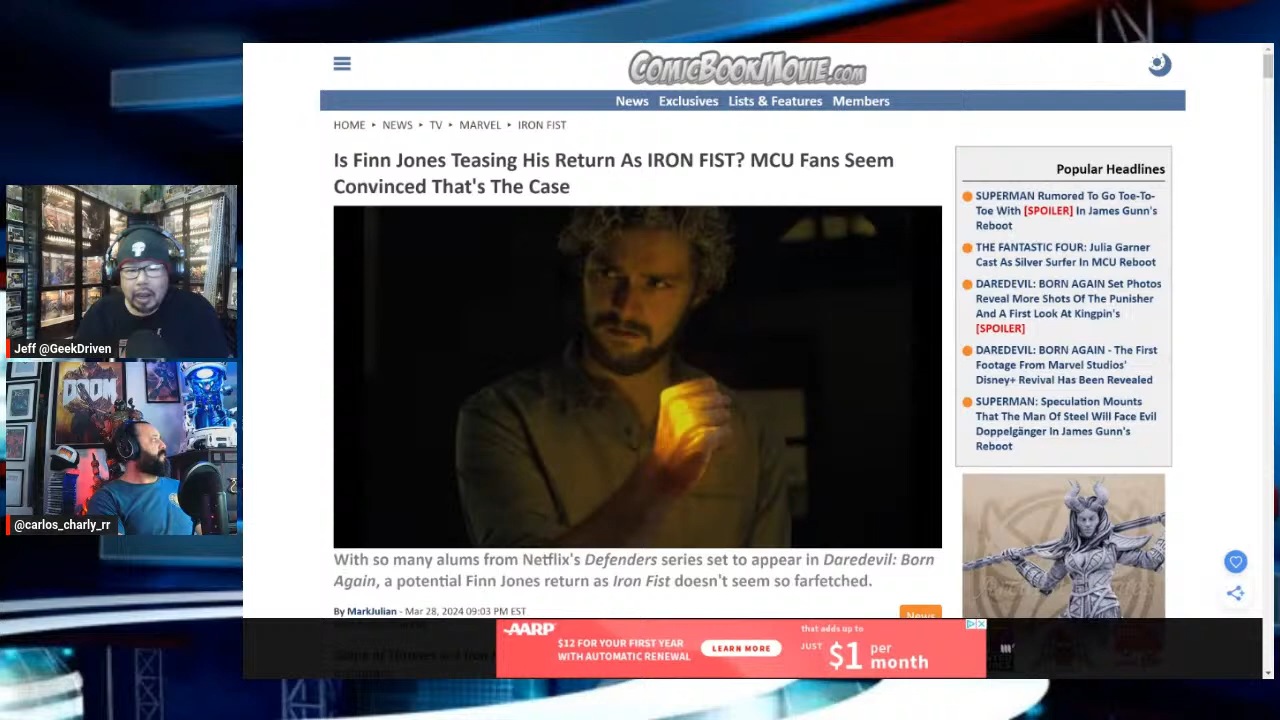 COMICBOOKMOVIE.COM
News Exclusives Lists & Features Members
HOME ▸ NEWS ▸ TV ▸ MARVEL ▸ IRON FIST
Is Finn Jones Teasing His Return As IRON FIST? MCU Fans Seem
Convinced That's The Case
With so many alums from Netflix's Defenders series set to appear in Daredevil: Born
Again, a potential Finn Jones return as Iron Fist doesn't seem so farfetched.
By MarkJulian - Mar 28, 2024 09:03 PM EST
News
Popular Headlines
SUPERMAN Rumored To Go Toe-To-
Toe With [SPOILER] In James Gunn's
Reboot
THE FANTASTIC FOUR: Julia Garner
Cast As Silver Surfer In MCU Reboot
DAREDEVIL: BORN AGAIN Set Photos
Reveal More Shots Of The Punisher
And A First Look At Kingpin's
[SPOILER]
DAREDEVIL: BORN AGAIN - The First
Footage From Marvel Studios'
Disney+ Revival Has Been Revealed
SUPERMAN: Speculation Mounts
That The Man Of Steel Will Face Evil
Doppelgänger In James Gunn's
Reboot
Jeff @GeekDriven
DOOM
@carlos_charly_rr
AARP
$12 FOR YOUR FIRST YEAR
WITH AUTOMATIC RENEWAL
LEARN MORE
that adds up to
JUST $1 per
month